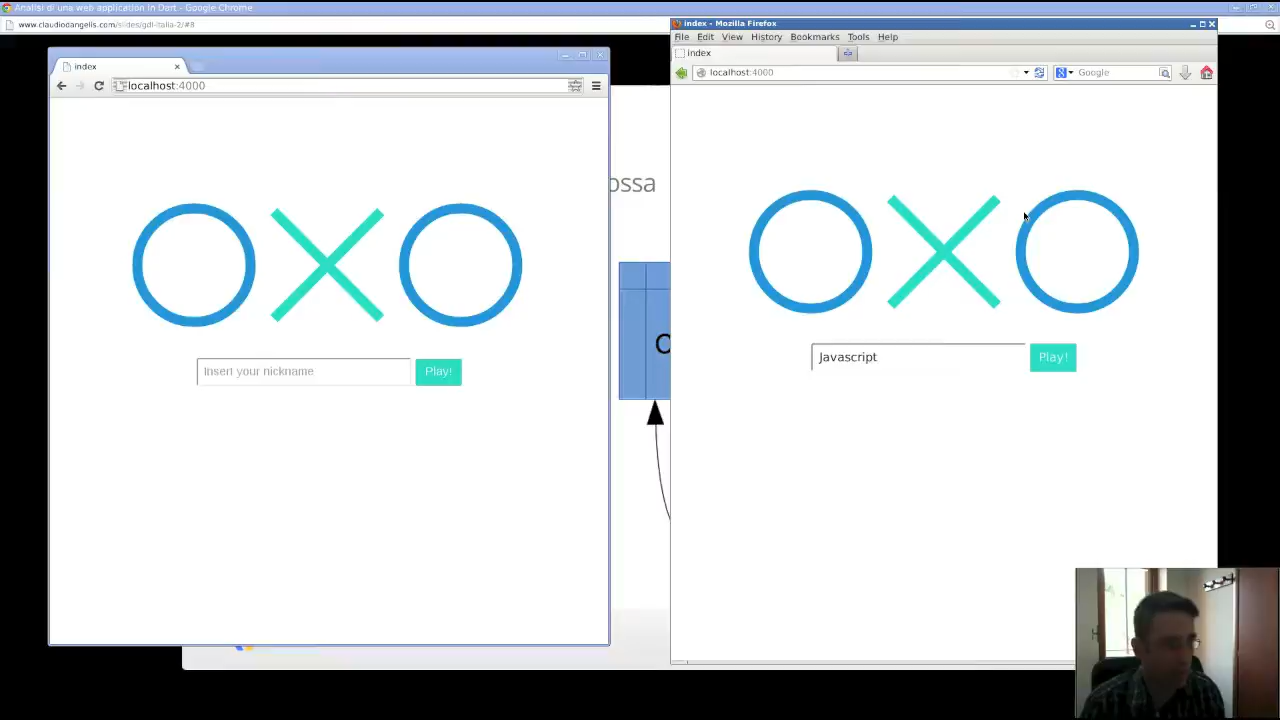 Analisi di una web application in Dart - Google Chrome
www.claudiodangelis.com/slides/gdl-italia-2/#8
index
localhost:4000
Insert your nickname
Play!
ossa
Index - Mozilla Firefox
File Edit View History Bookmarks Tools Help
index
localhost:4000
Google
Javascript
Play!